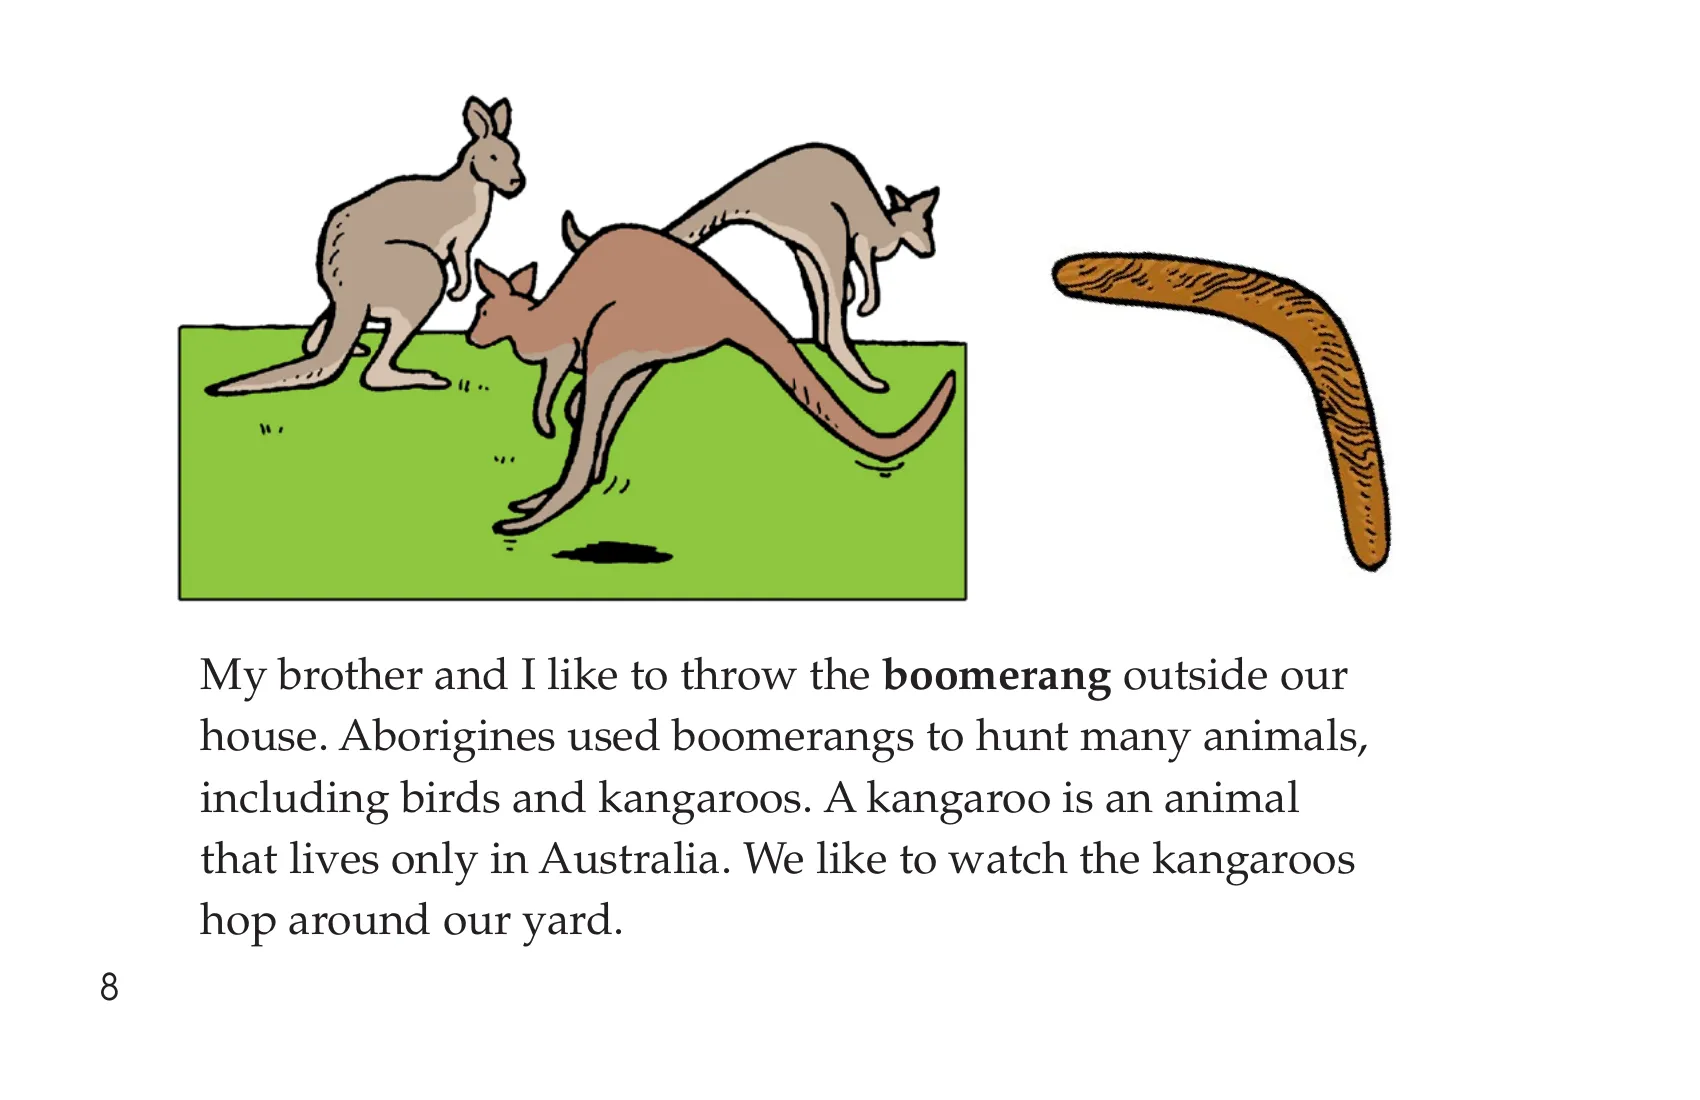 My brother and I like to throw the boomerang outside our
house. Aborigines used boomerangs to hunt many animals,
including birds and kangaroos. A kangaroo is an animal
that lives only in Australia. We like to watch the kangaroos
hop around our yard.
8